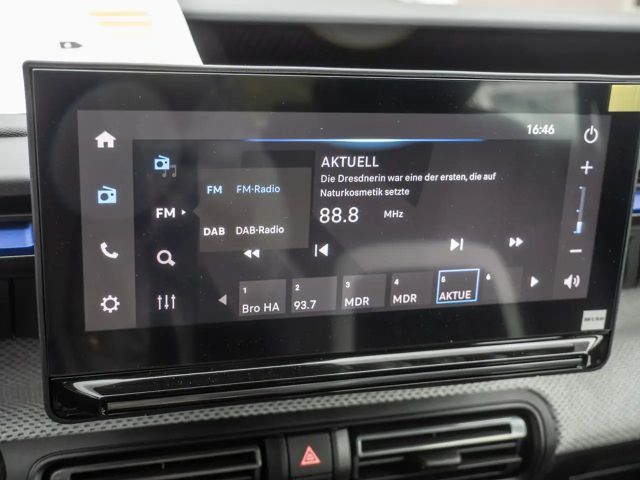 16:46
AKTUELL
Die Dresdnerin war eine der ersten, die auf
Naturkosmetik setzte
FM FM-Radio
88.8 MHz
FM
DAB DAB-Radio
1 Bro HA
2 93.7
3 MDR
4 MDR
5 AKTUE
6